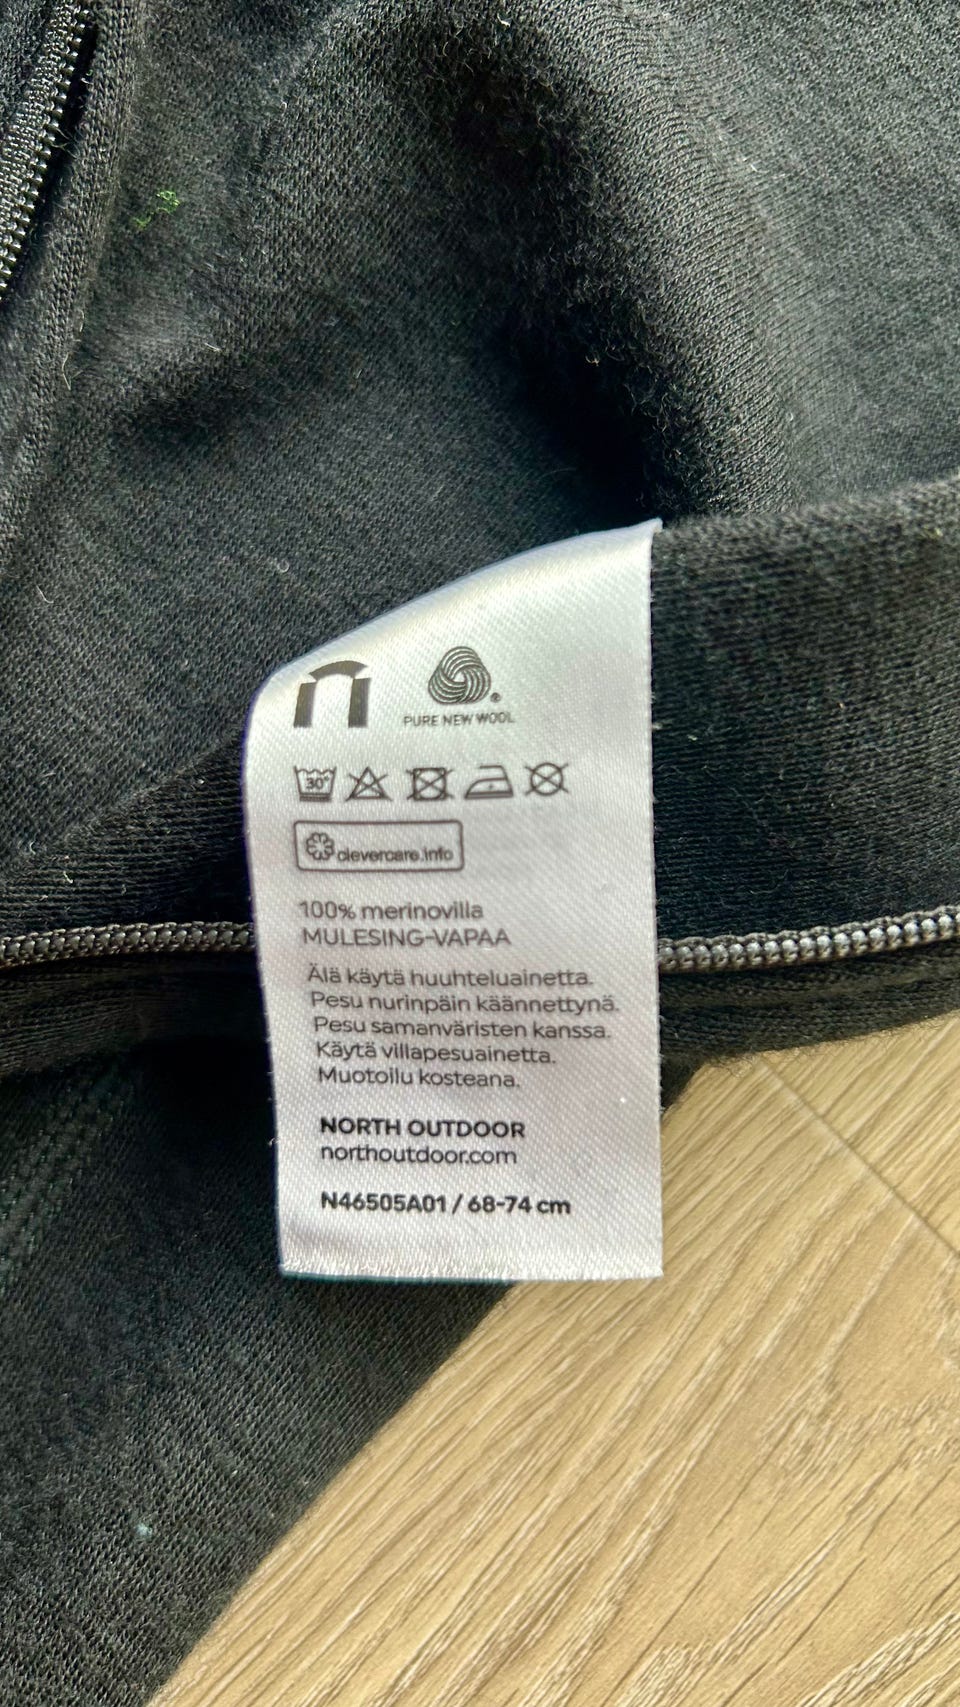 PURE NEW WOOL
30°
clevercare.info
100% merinovilla
MULESING-VAPAA
Älä käytä huuhteluainetta.
Pesu nurinpäin käännettynä.
Pesu samanväristen kanssa.
Käytä villapesuainetta.
Muotoilu kosteana.
NORTH OUTDOOR
northoutdoor.com
N46505A01 / 68-74 cm